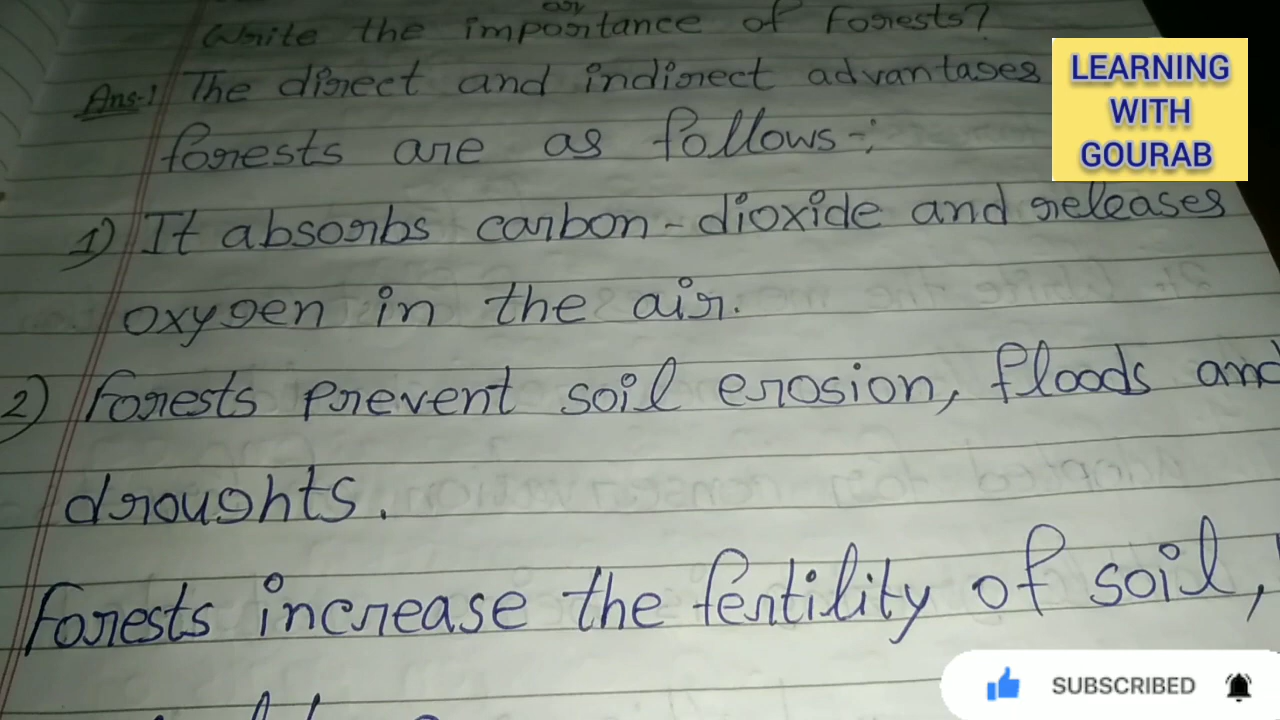 or
Write the importance of Forests?
Ans-1 The direct and indirect advantages
forests are as follows-:
1) It absorbs carbon-dioxide and releases
oxygen in the air.
2) Forests prevent soil erosion, floods and
droughts.
Forests increase the fertility of soil,
LEARNING
WITH
GOURAB
SUBSCRIBED